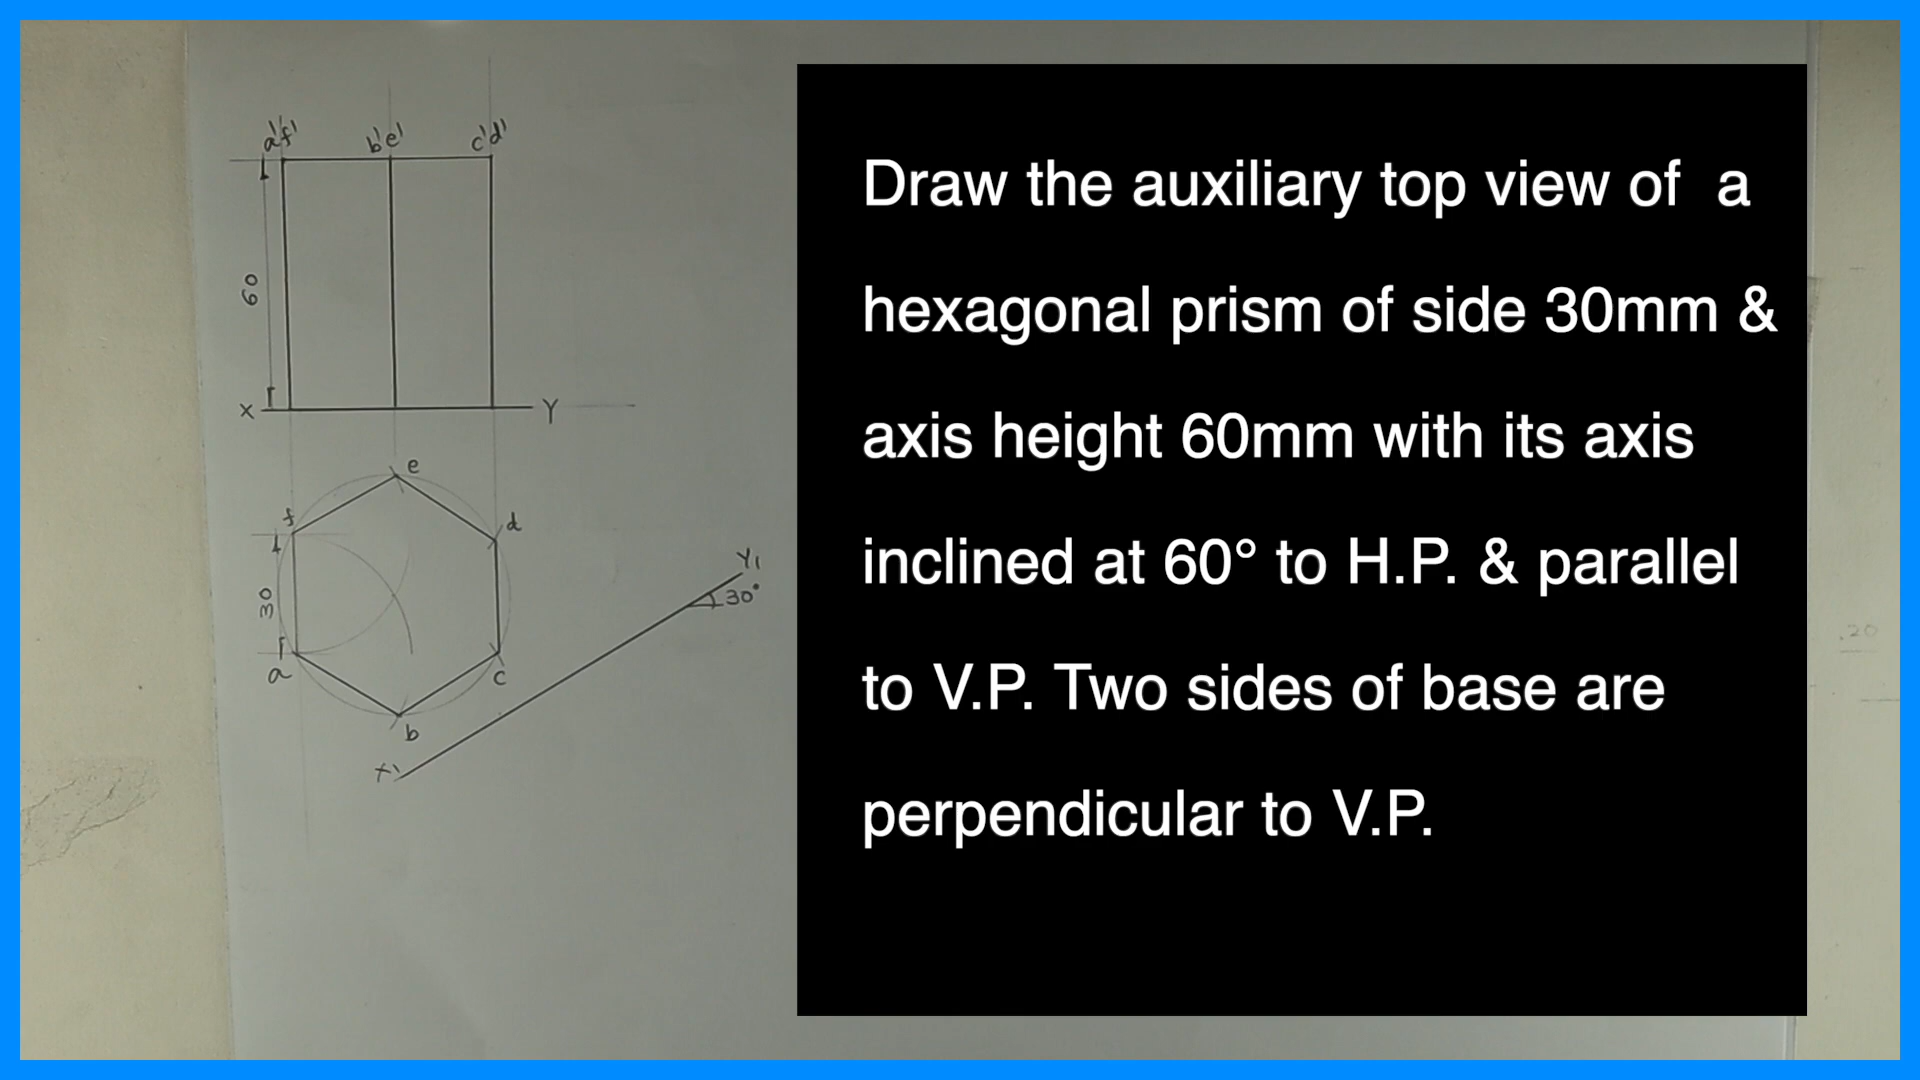 a'f' b'e' c'd'
60
X Y
e
f d
30
a c
b
X1 Y1
30°
Draw the auxiliary top view of a
hexagonal prism of side 30mm &
axis height 60mm with its axis
inclined at 60° to H.P. & parallel
to V.P. Two sides of base are
perpendicular to V.P.
.20